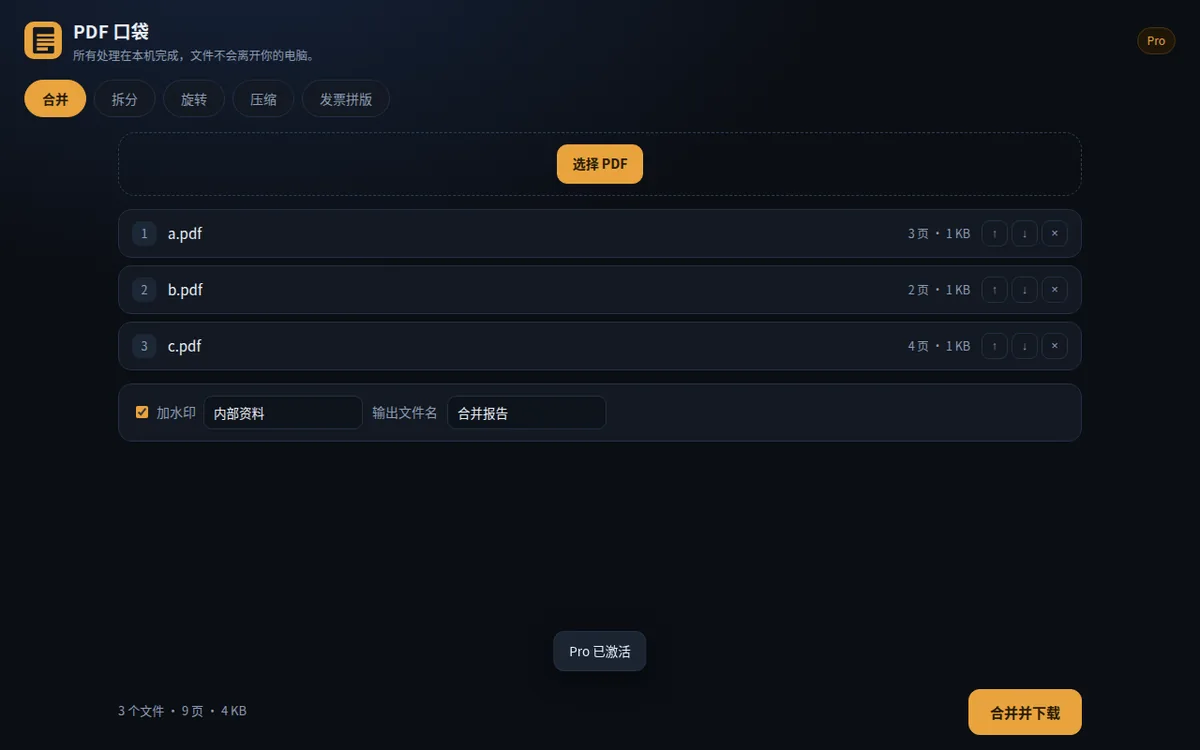 PDF 口袋
所有处理在本机完成，文件不会离开你的电脑。
Pro
合并 拆分 旋转 压缩 发票拼版
选择 PDF
1 a.pdf 3 页 · 1 KB ↑ ↓ ×
2 b.pdf 2 页 · 1 KB ↑ ↓ ×
3 c.pdf 4 页 · 1 KB ↑ ↓ ×
加水印 内部资料 输出文件名 合并报告
Pro 已激活
3 个文件 · 9 页 · 4 KB 合并并下载